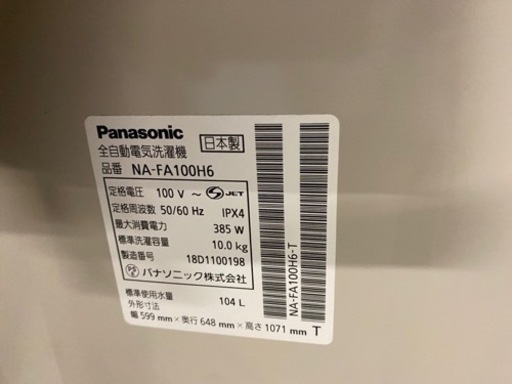 Panasonic 日本製
全自動電気洗濯機
品番 NA-FA100H6
定格電圧 100 V ~ S JET
定格周波数 50/60 Hz IPX4
最大消費電力 385 W
標準洗濯容量 10.0 kg
製造番号 18D1100198
PSE パナソニック株式会社
標準使用水量 104 L
外形寸法
幅 599 mm×奥行 648 mm×高さ 1071 mm T
NA-FA100H6-T